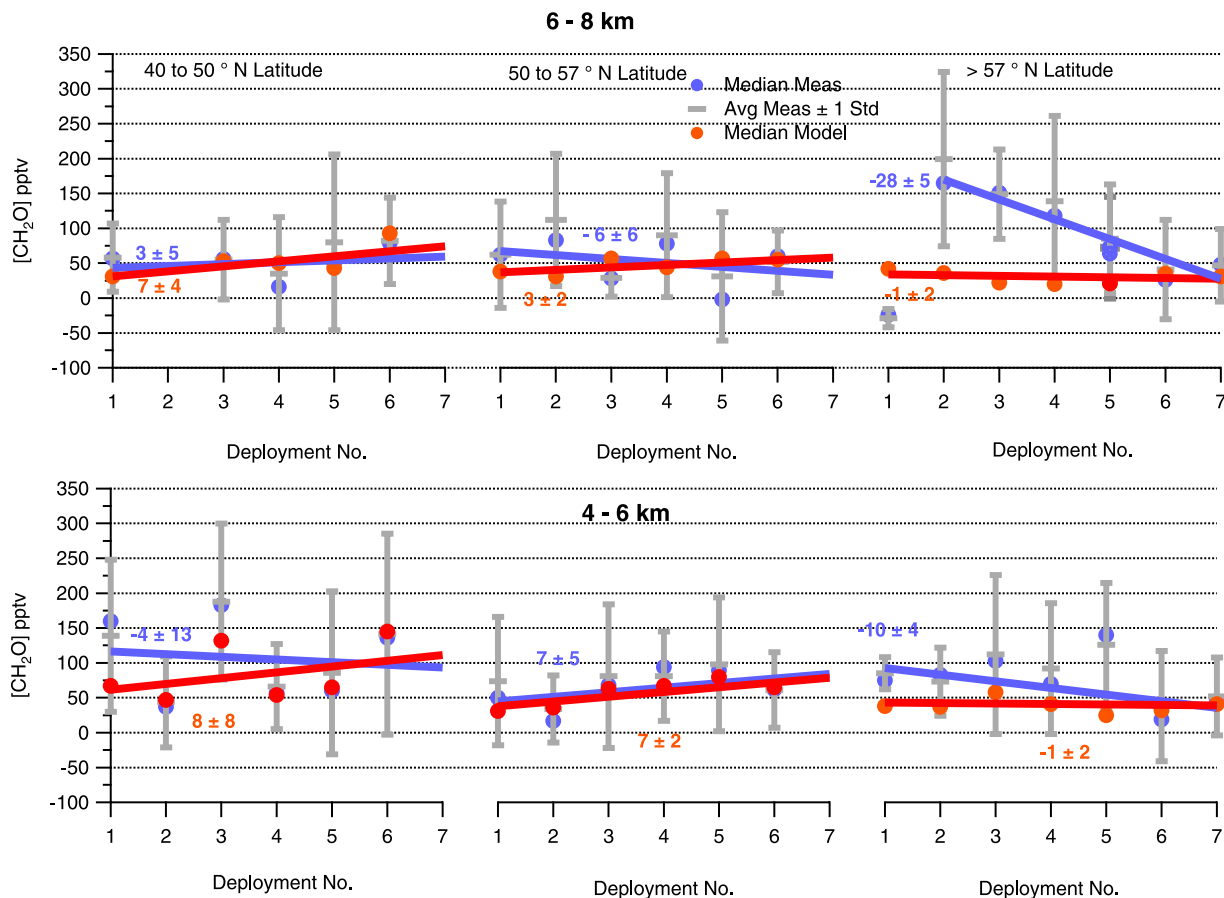 6 - 8 km
40 to 50 ° N Latitude
50 to 57 ° N Latitude
> 57 ° N Latitude
Median Meas
Avg Meas ± 1 Std
Median Model
[CH₂O] pptv
350
300
250
200
150
100
50
0
-50
-100
3 ± 5
7 ± 4
- 6 ± 6
3 ± 2
-28 ± 5
-1 ± 2
1 2 3 4 5 6 7
1 2 3 4 5 6 7
1 2 3 4 5 6 7
Deployment No.
Deployment No.
Deployment No.
4 - 6 km
[CH₂O] pptv
350
300
250
200
150
100
50
0
-50
-100
-4 ± 13
8 ± 8
7 ± 5
7 ± 2
-10 ± 4
-1 ± 2
1 2 3 4 5 6 7
1 2 3 4 5 6 7
1 2 3 4 5 6 7
Deployment No.
Deployment No.
Deployment No.